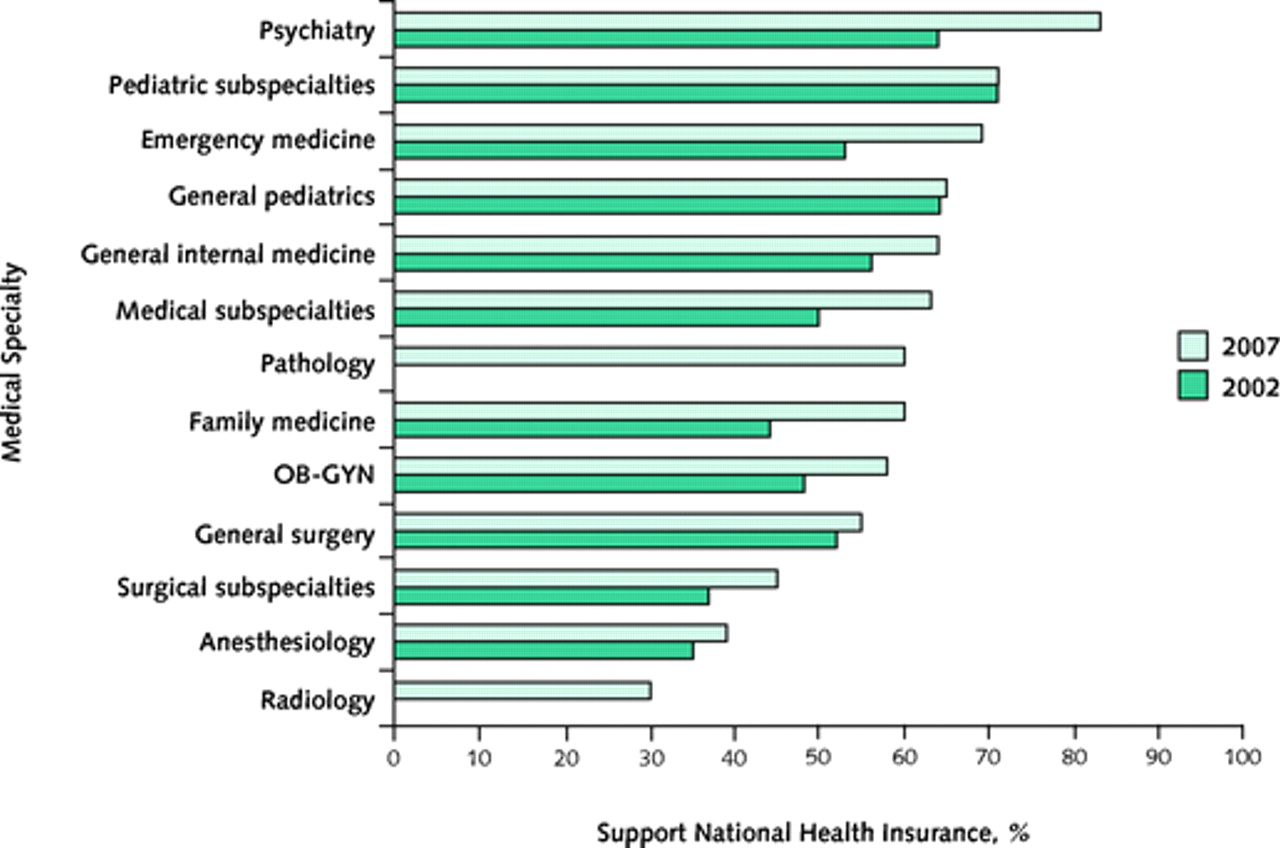 Psychiatry
Pediatric subspecialties
Emergency medicine
General pediatrics
General internal medicine
Medical subspecialties
Pathology
Family medicine
OB-GYN
General surgery
Surgical subspecialties
Anesthesiology
Radiology
Medical Specialty
2007
2002
0 10 20 30 40 50 60 70 80 90 100
Support National Health Insurance, %